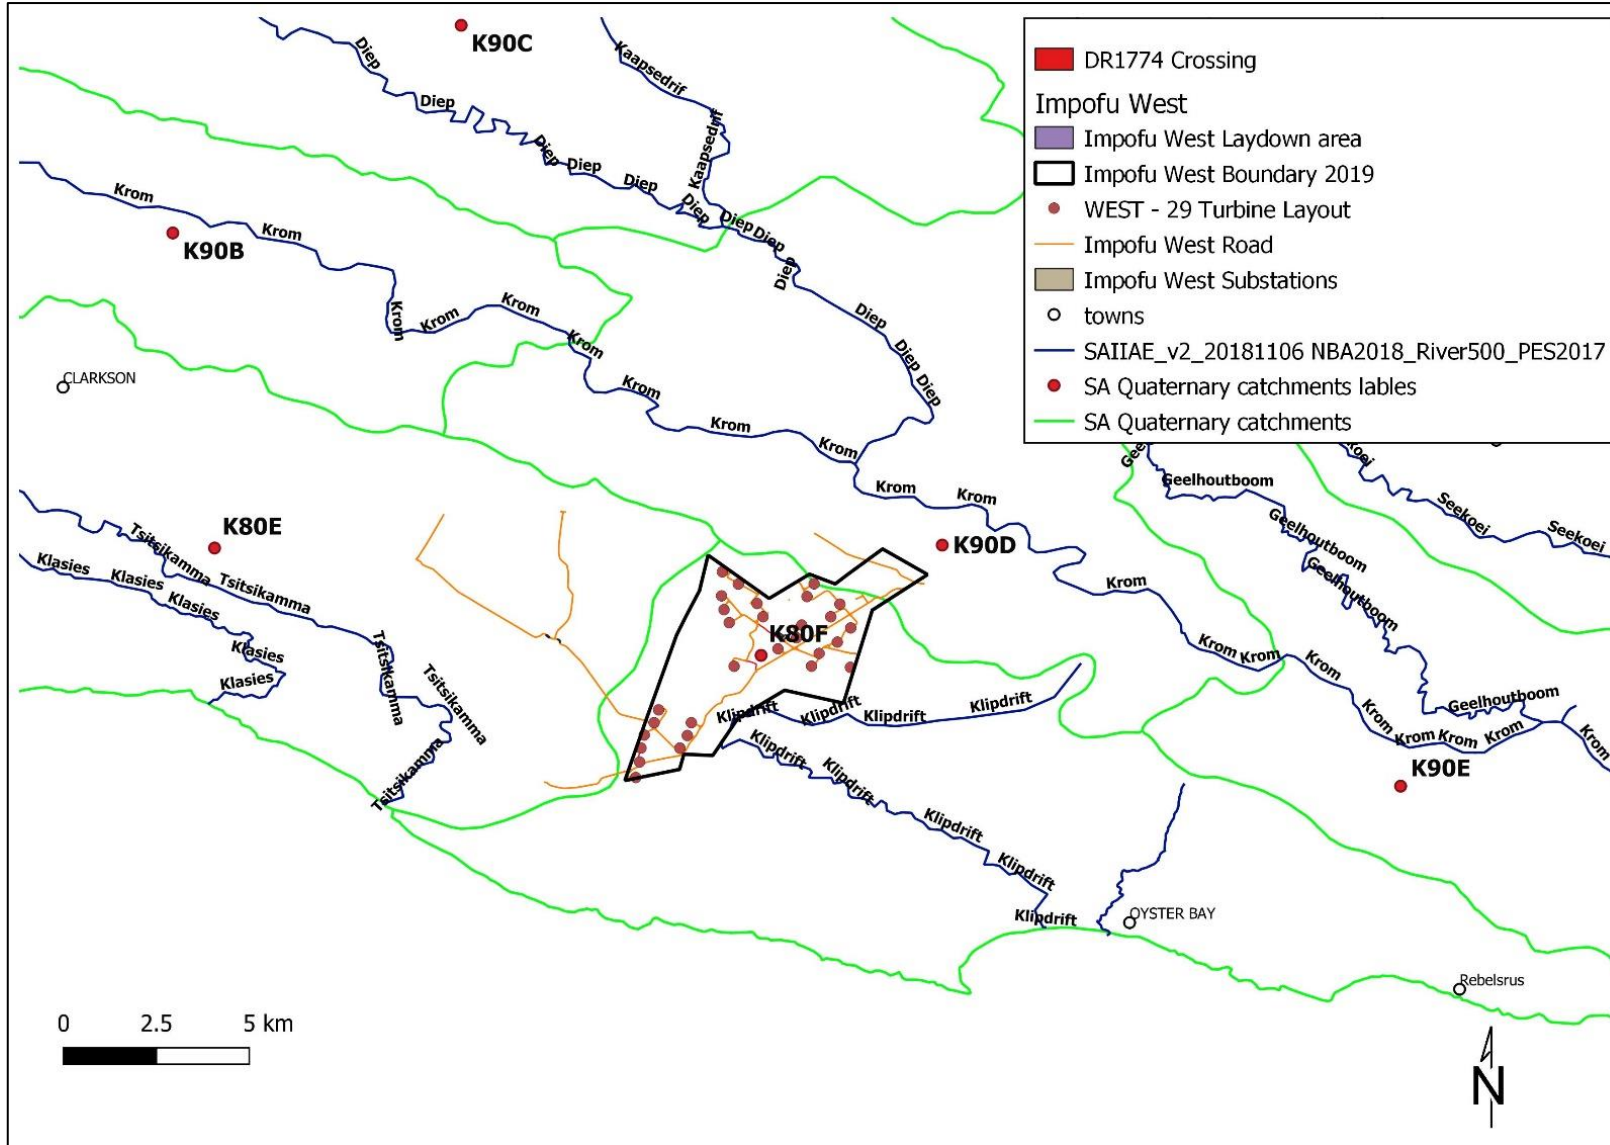 K90C
Diep
Diep
Diep
Diep
Diep
Diep
Diep
Diep
Diep
Diep
Diep
Diep
Kaapsedrif
Kaapsedrif
Krom
K90B
Krom
Krom
Krom
Krom
Krom
Krom
Krom
Krom
Krom
Krom
CLARKSON
DR1774 Crossing
Impofu West
Impofu West Laydown area
Impofu West Boundary 2019
WEST - 29 Turbine Layout
Impofu West Road
Impofu West Substations
towns
SAIIAE_v2_20181106 NBA2018_River500_PES2017
SA Quaternary catchments lables
SA Quaternary catchments
Gee
Geelhoutboom
Geelhoutboom
Geelhoutboom
Geelhoutboom
koei
Seekoei
Seekoei
K80E
Tsitsikamma
Tsitsikamma
Tsitsikamma
Tsitsikamma
Tsitsikamma
Klasies
Klasies
Klasies
Klasies
Klasies
K90D
K80F
Krom
Krom
Krom
Krom
Krom
Krom
Krom
Krom
Krom
K90E
Klipdrift
Klipdrift
Klipdrift
Klipdrift
Klipdrift
Klipdrift
Klipdrift
Klipdrift
Klipdrift
OYSTER BAY
Rebelsrus
0 2.5 5 km
N